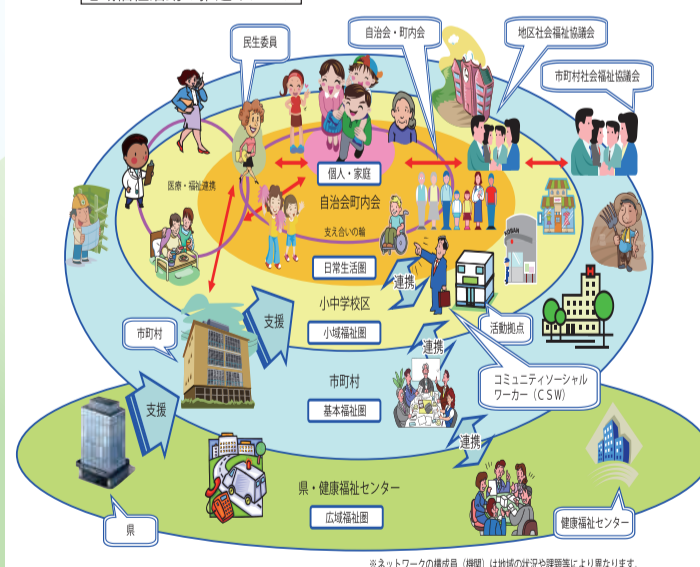 民生委員
自治会・町内会
地区社会福祉協議会
市町村社会福祉協議会
個人・家庭
医療・福祉連携
自治会町内会
支え合いの輪
日常生活圏
連携
小中学校区
支援
小域福祉圏
活動拠点
市町村
連携
市町村
コミュニティソーシャル
ワーカー(CSW)
基本福祉圏
支援
連携
県・健康福祉センター
広域福祉圏
健康福祉センター
県
KOBAN
H
※ネットワークの構成員(機関)は地域の状況や課題等により異なります。